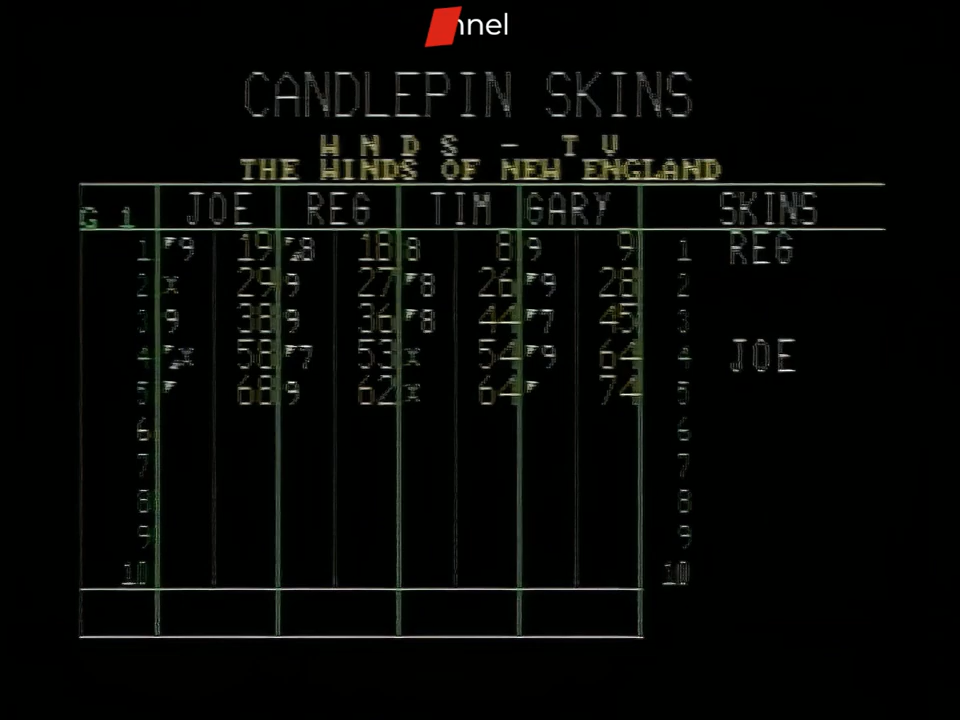 nnel
CANDLEPIN SKINS
W N D S - T V
THE WINDS OF NEW ENGLAND
G 1 JOE REG TIM GARY SKINS
1 9 19 8 18 8 8 9 9 1 REG
2 X 29 9 27 8 26 9 28 2
3 9 38 9 36 8 44 7 45 3
4 X 58 7 53 X 54 9 64 4 JOE
5 68 9 62 X 64 74 5
6 6
7 7
8 8
9 9
10 10